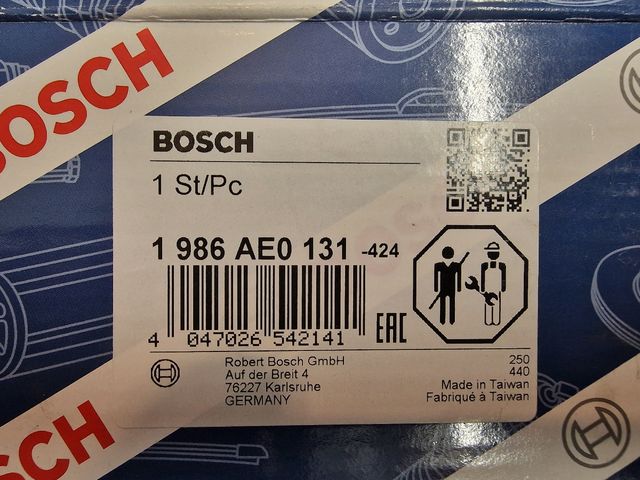 BOSCH
BOSCH
1 St/Pc
1 986 AE0 131 -424
4 047026 542141
EAC
Robert Bosch GmbH
Auf der Breit 4
76227 Karlsruhe
GERMANY
250
440
Made in Taiwan
Fabriqué à Taiwan
BOSCH